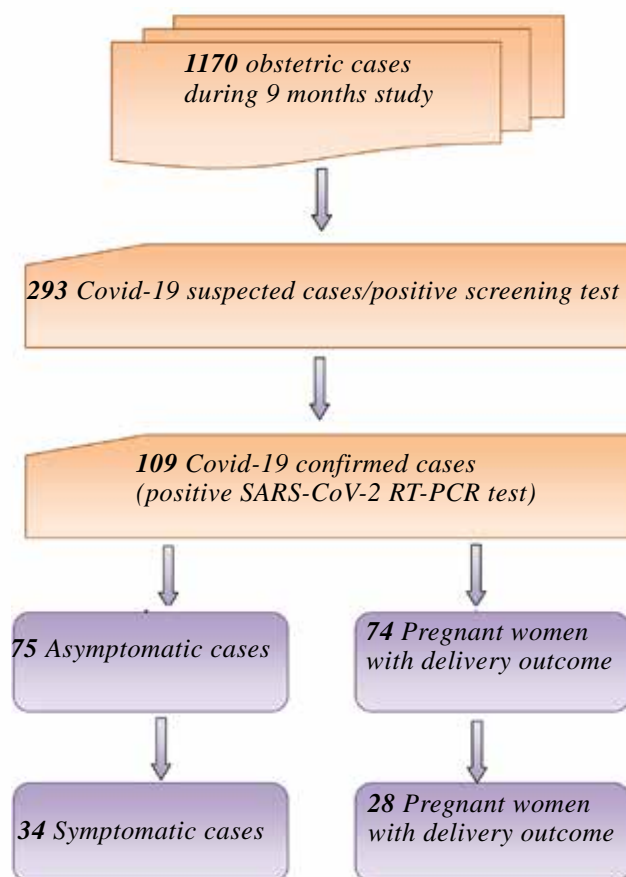 1170 obstetric cases
during 9 months study
293 Covid-19 suspected cases/positive screening test
109 Covid-19 confirmed cases
(positive SARS-CoV-2 RT-PCR test)
75 Asymptomatic cases
74 Pregnant women
with delivery outcome
34 Symptomatic cases
28 Pregnant women
with delivery outcome